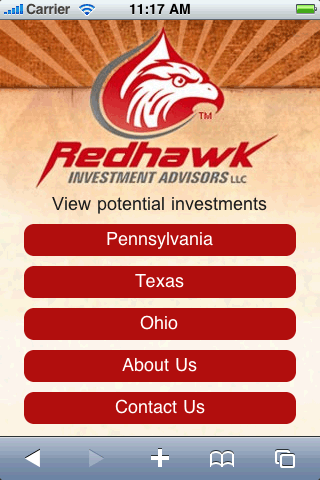 Carrier 11:17 AM
TM
Redhawk
INVESTMENT ADVISORS LLC
View potential investments
Pennsylvania
Texas
Ohio
About Us
Contact Us